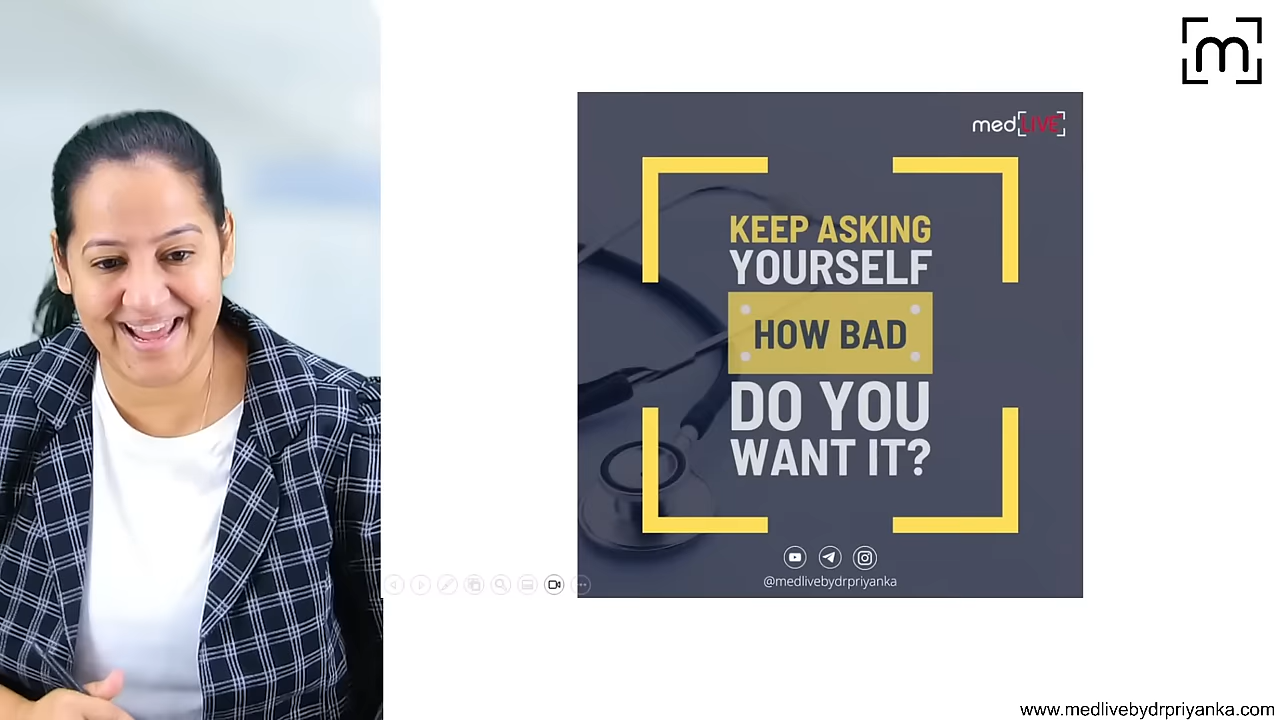 m
med[LIVE]
KEEP ASKING
YOURSELF
HOW BAD
DO YOU
WANT IT?
@medlivebydrpriyanka
www.medlivebydrpriyanka.com